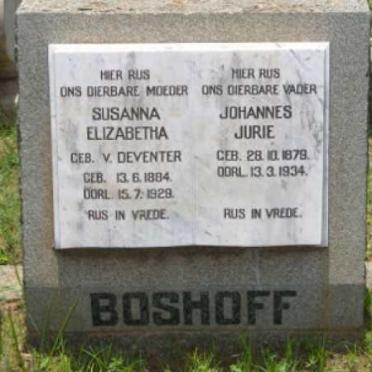 HIER RUS
ONS DIERBARE MOEDER
SUSANNA
ELIZABETHA
GEB. V. DEVENTER
GEB. 13.6.1884.
OORL. 15.7.1929.
RUS IN VREDE.
HIER RUS
ONS DIERBARE VADER
JOHANNES
JURIE
GEB. 28.10.1879.
OORL. 13.3.1934.
RUS IN VREDE.
BOSHOFF